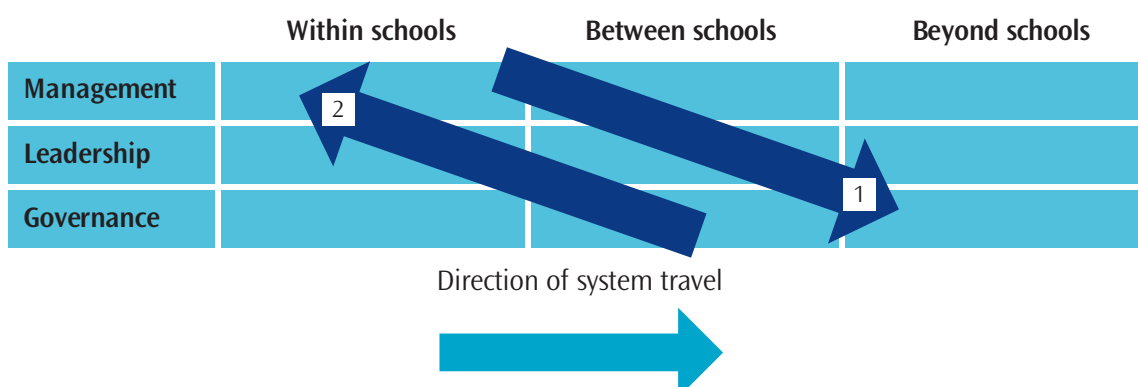 Within schools Between schools Beyond schools
Management
2
Leadership
1
Governance
Direction of system travel